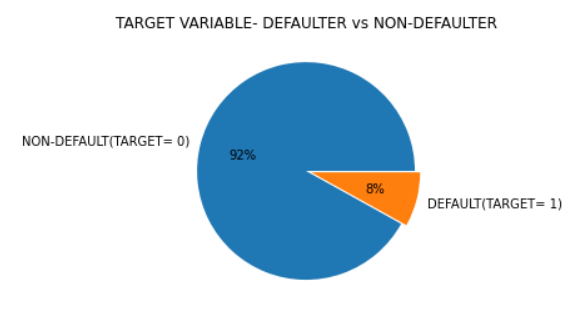 TARGET VARIABLE- DEFAULTER vs NON-DEFAULTER
NON-DEFAULT(TARGET= 0)
92%
8%
DEFAULT(TARGET= 1)